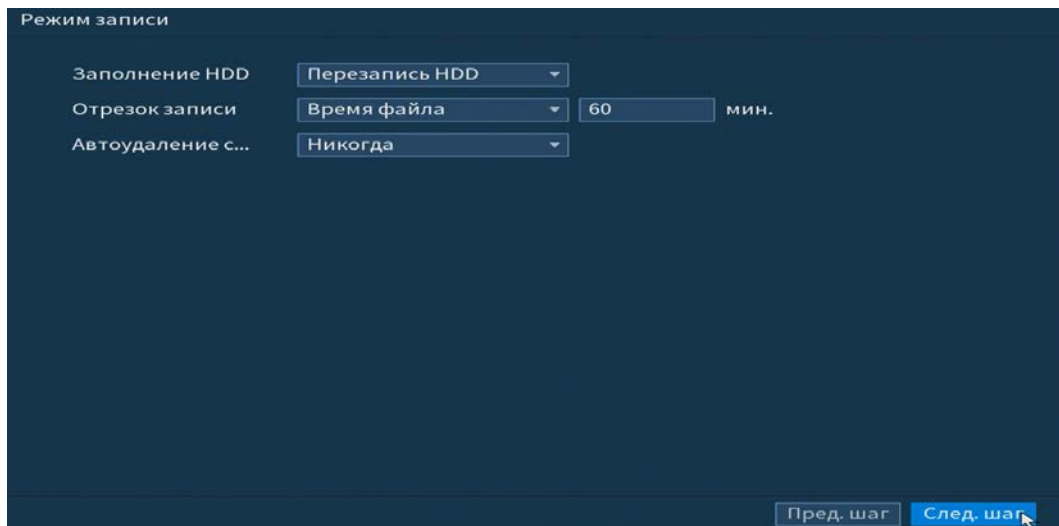 Режим записи
Заполнение HDD Перезапись HDD
Отрезок записи Время файла 60 мин.
Автоудаление с... Никогда
Пред. шаг След. шаг